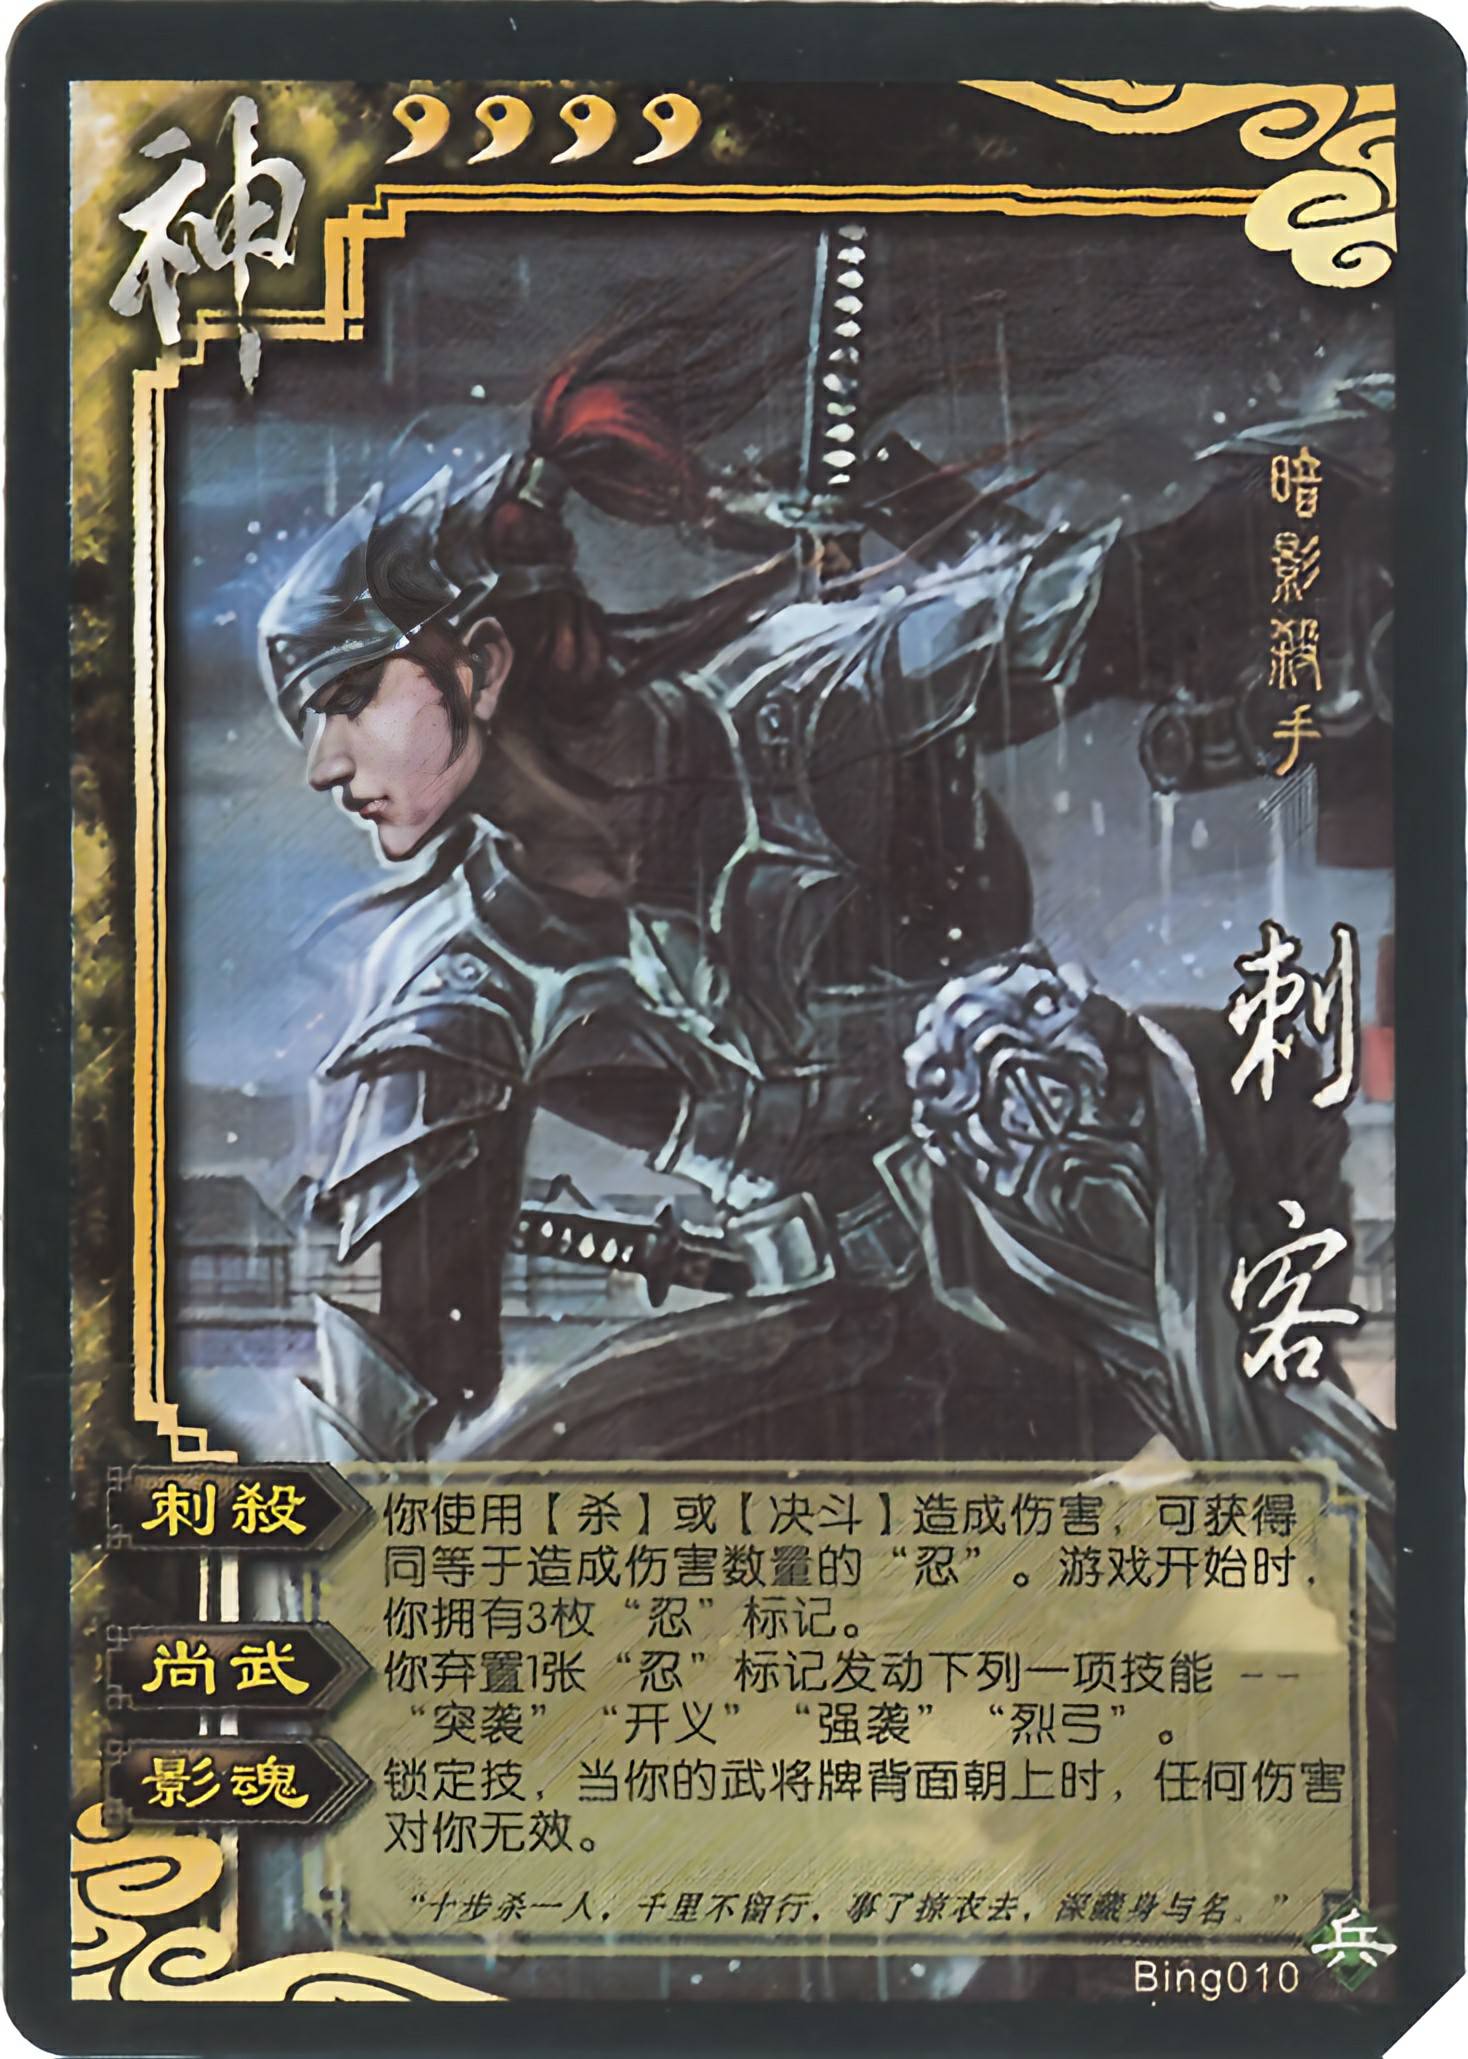 神
暗影殺手
刺客
刺殺
你使用【杀】或【决斗】造成伤害，可获得
同等于造成伤害数量的“忍”。游戏开始时，
你拥有3枚“忍”标记。
尚武
你弃置1张“忍”标记发动下列一项技能 --
“突袭” “开义” “强袭” “烈弓”。
影魂
锁定技，当你的武将牌背面朝上时，任何伤害
对你无效。
“十步杀一人，千里不留行，事了掠衣去，深藏身与名。”
兵
Bing010